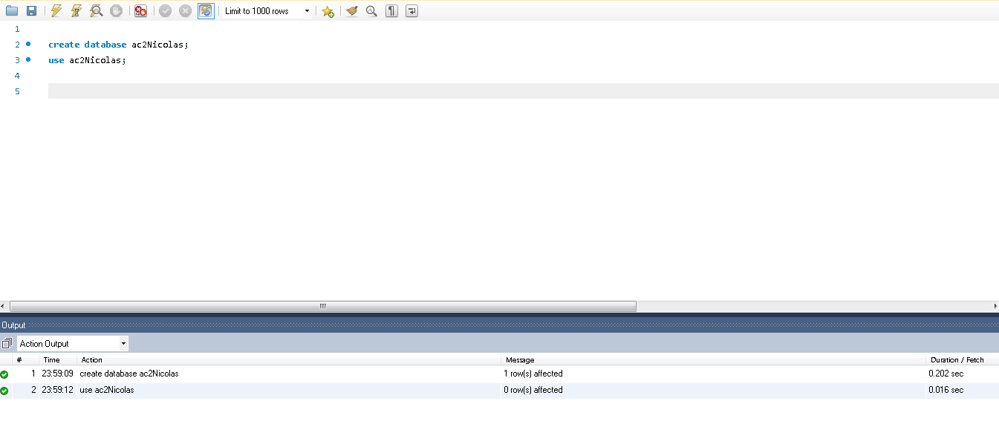 Limit to 1000 rows
1
2 create database ac2Nicolas;
3 use ac2Nicolas;
4
5
Output
Action Output
# Time Action Message Duration / Fetch
1 23:59:09 create database ac2Nicolas 1 row(s) affected 0.202 sec
2 23:59:12 use ac2Nicolas 0 row(s) affected 0.016 sec